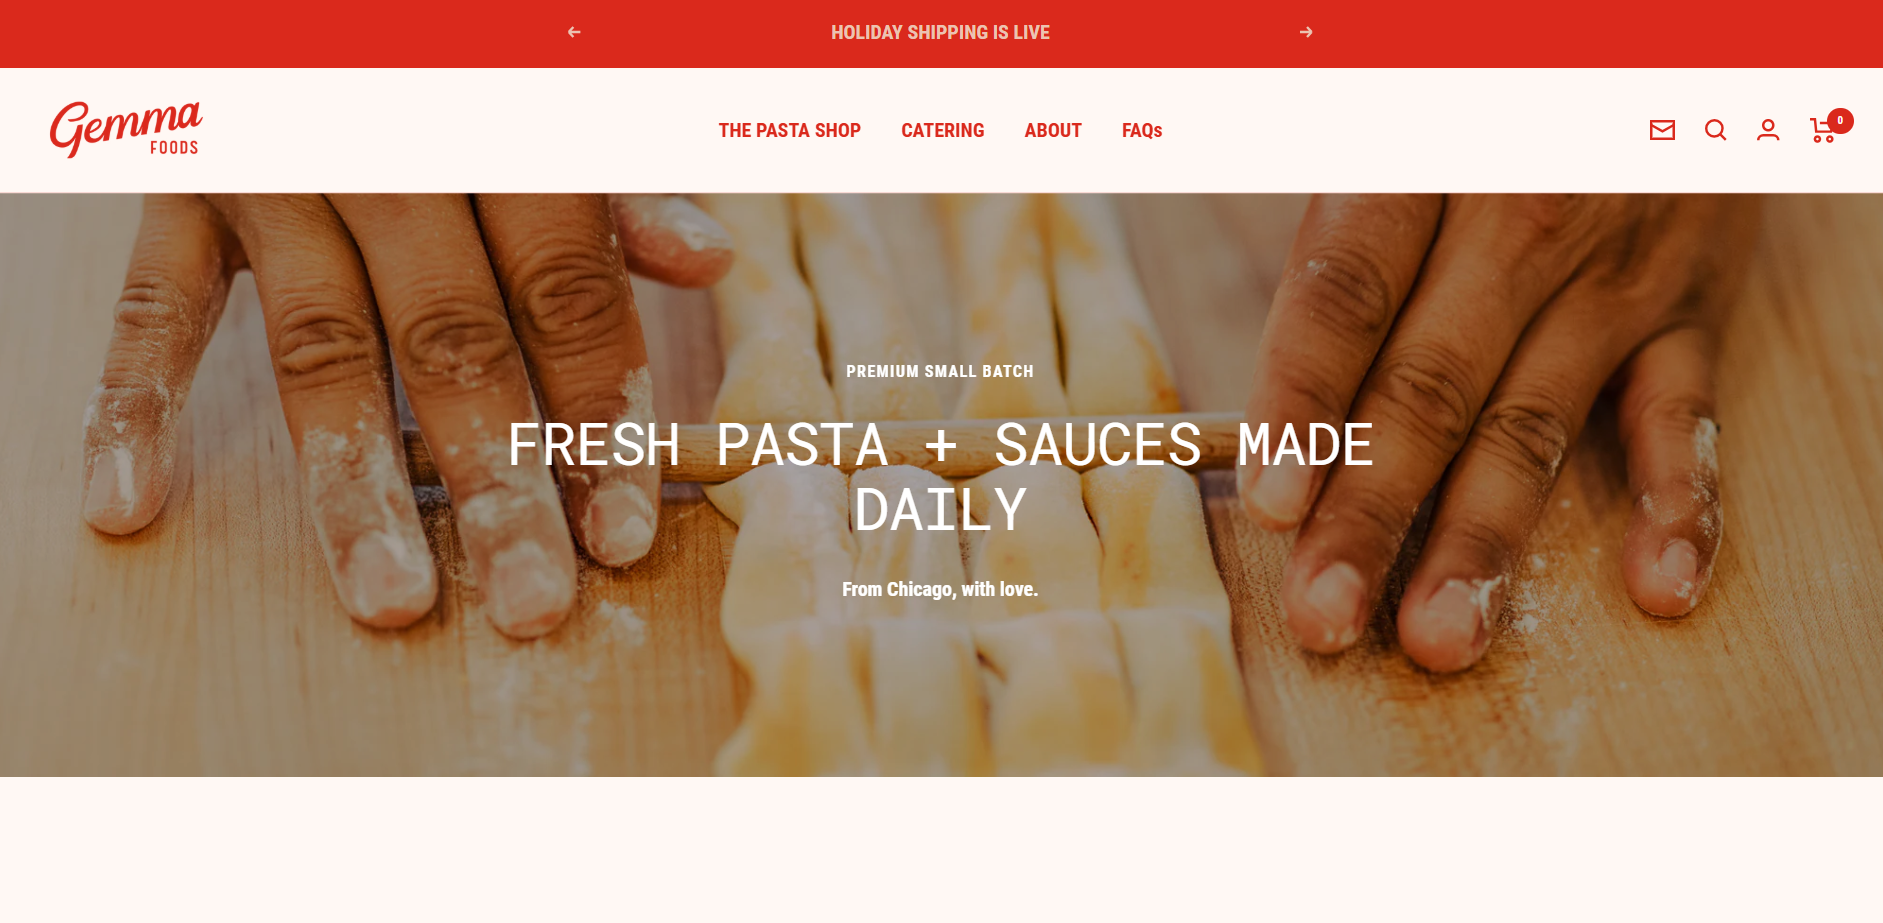 HOLIDAY SHIPPING IS LIVE
Gemma
FOODS
THE PASTA SHOP
CATERING
ABOUT
FAQs
0
PREMIUM SMALL BATCH
FRESH PASTA + SAUCES MADE
DAILY
From Chicago, with love.